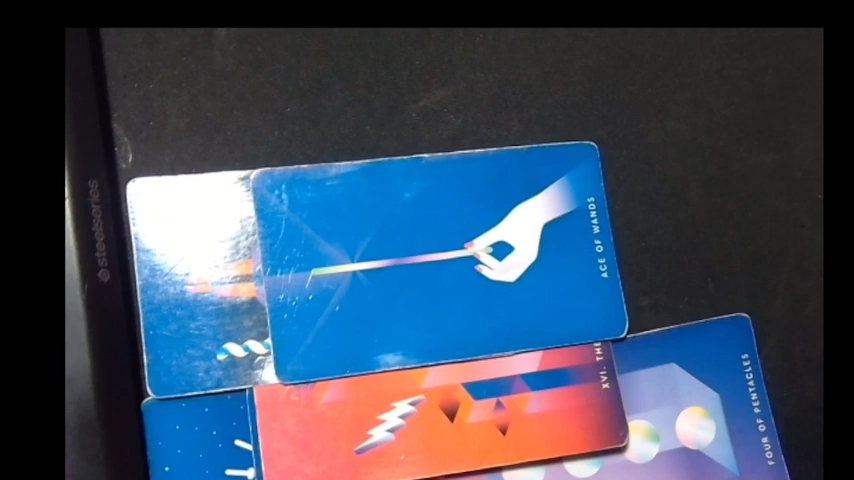 steelseries
ACE OF WANDS
XVI. THE
FOUR OF PENTACLES